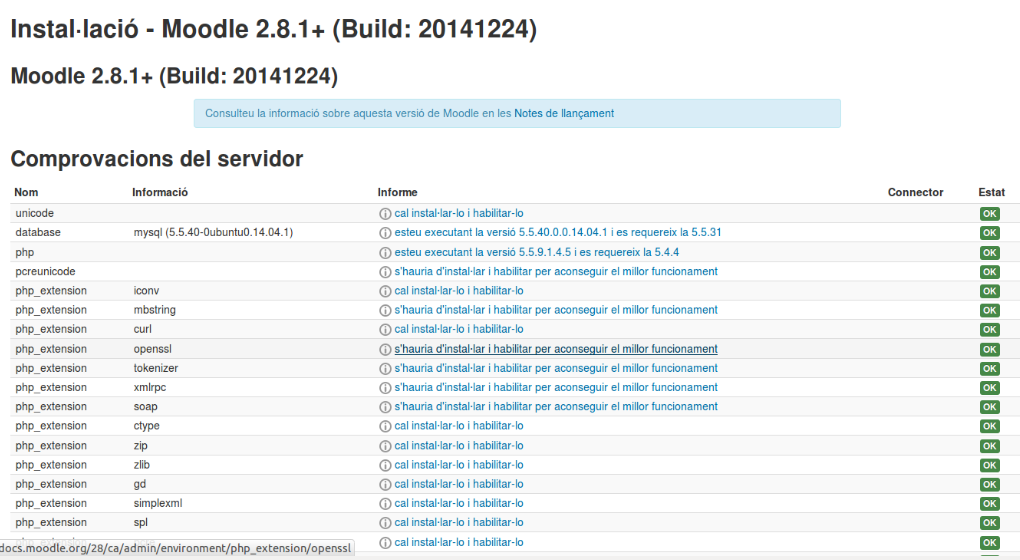 Instal·lació - Moodle 2.8.1+ (Build: 20141224)
Moodle 2.8.1+ (Build: 20141224)
Consulteu la informació sobre aquesta versió de Moodle en les Notes de llançament
Comprovacions del servidor
Nom Informació Informe Connector Estat
unicode cal instal·lar-lo i habilitar-lo OK
database mysql (5.5.40-0ubuntu0.14.04.1) esteu executant la versió 5.5.40.0.0.14.04.1 i es requereix la 5.5.31 OK
php esteu executant la versió 5.5.9.1.4.5 i es requereix la 5.4.4 OK
pcreunicode s'hauria d'instal·lar i habilitar per aconseguir el millor funcionament OK
php_extension iconv cal instal·lar-lo i habilitar-lo OK
php_extension mbstring s'hauria d'instal·lar i habilitar per aconseguir el millor funcionament OK
php_extension curl cal instal·lar-lo i habilitar-lo OK
php_extension openssl s'hauria d'instal·lar i habilitar per aconseguir el millor funcionament OK
php_extension tokenizer s'hauria d'instal·lar i habilitar per aconseguir el millor funcionament OK
php_extension xmlrpc s'hauria d'instal·lar i habilitar per aconseguir el millor funcionament OK
php_extension soap s'hauria d'instal·lar i habilitar per aconseguir el millor funcionament OK
php_extension ctype cal instal·lar-lo i habilitar-lo OK
php_extension zip cal instal·lar-lo i habilitar-lo OK
php_extension zlib cal instal·lar-lo i habilitar-lo OK
php_extension gd cal instal·lar-lo i habilitar-lo OK
php_extension simplexml cal instal·lar-lo i habilitar-lo OK
php_extension spl cal instal·lar-lo i habilitar-lo OK
cal instal·lar-lo i habilitar-lo OK
docs.moodle.org/28/ca/admin/environment/php_extension/openssl